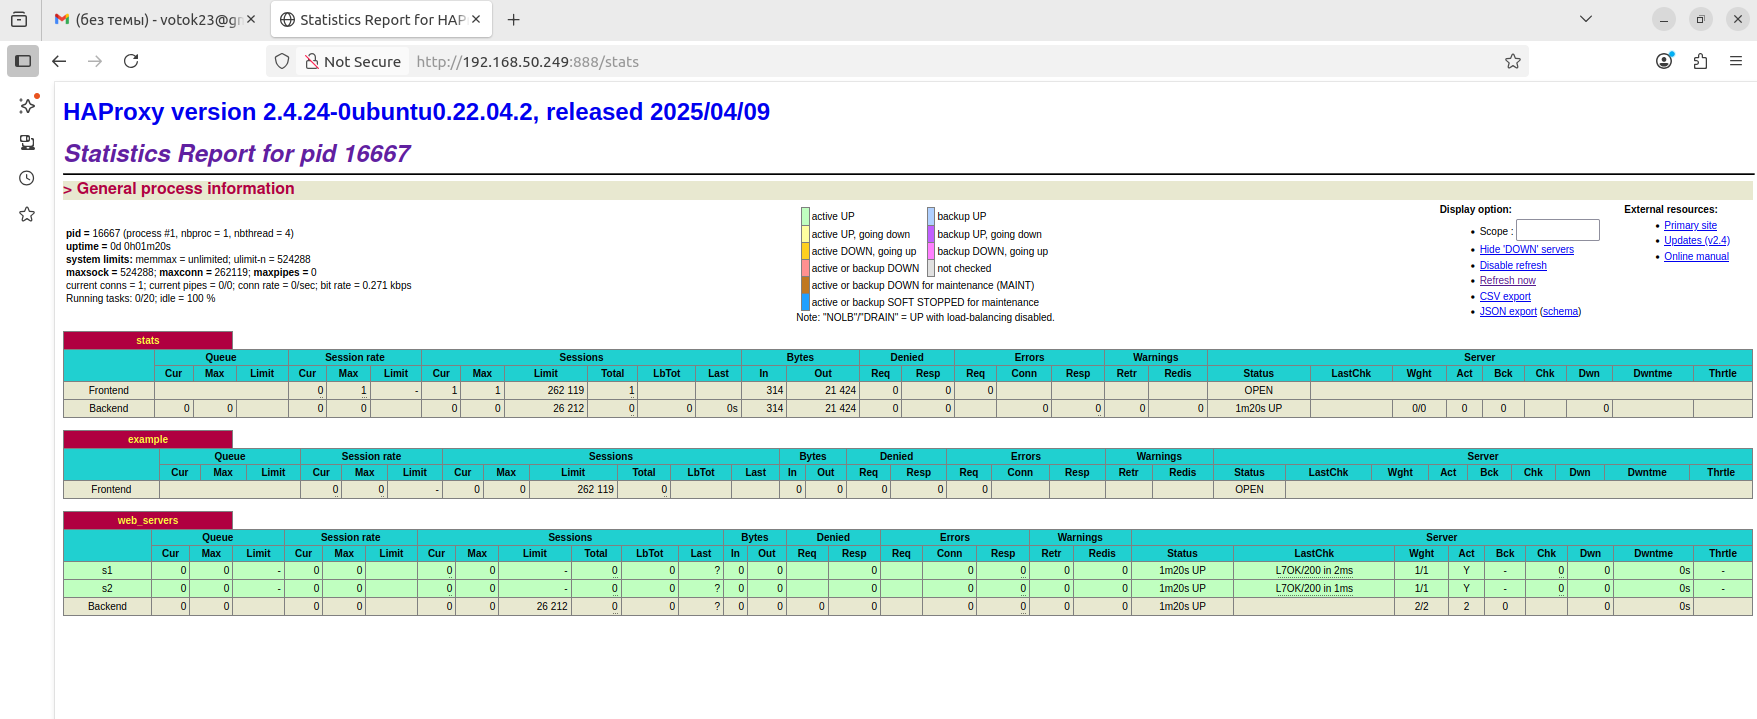 (без темы) - votok23@gn
Statistics Report for HAP
Not Secure http://192.168.50.249:888/stats
HAProxy version 2.4.24-0ubuntu0.22.04.2, released 2025/04/09
Statistics Report for pid 16667
> General process information
pid = 16667 (process #1, nbproc = 1, nbthread = 4)
uptime = 0d 0h01m20s
system limits: memmax = unlimited; ulimit-n = 524288
maxsock = 524288; maxconn = 262119; maxpipes = 0
current conns = 1; current pipes = 0/0; conn rate = 0/sec; bit rate = 0.271 kbps
Running tasks: 0/20; idle = 100 %
active UP backup UP
active UP, going down backup UP, going down
active DOWN, going up backup DOWN, going up
active or backup DOWN not checked
active or backup DOWN for maintenance (MAINT)
active or backup SOFT STOPPED for maintenance
Note: "NOLB"/"DRAIN" = UP with load-balancing disabled.
Display option:
• Scope :
• Hide 'DOWN' servers
• Disable refresh
• Refresh now
• CSV export
• JSON export (schema)
External resources:
• Primary site
• Updates (v2.4)
• Online manual
stats
Queue Session rate Sessions Bytes Denied Errors Warnings Server
Cur Max Limit Cur Max Limit Cur Max Limit Total LbTot Last In Out Req Resp Req Conn Resp Retr Redis Status LastChk Wght Act Bck Chk Dwn Dwntme Thrtle
Frontend 0 1 - 1 1 262 119 1 314 21 424 0 0 0 OPEN
Backend 0 0 0 0 0 0 26 212 0 0 0s 314 21 424 0 0 0 0 0 0 1m20s UP 0/0 0 0 0
example
Queue Session rate Sessions Bytes Denied Errors Warnings Server
Cur Max Limit Cur Max Limit Cur Max Limit Total LbTot Last In Out Req Resp Req Conn Resp Retr Redis Status LastChk Wght Act Bck Chk Dwn Dwntme Thrtle
Frontend 0 0 - 0 0 262 119 0 0 0 0 0 0 OPEN
web_servers
Queue Session rate Sessions Bytes Denied Errors Warnings Server
Cur Max Limit Cur Max Limit Cur Max Limit Total LbTot Last In Out Req Resp Req Conn Resp Retr Redis Status LastChk Wght Act Bck Chk Dwn Dwntme Thrtle
s1 0 0 - 0 0 0 0 - 0 0 ? 0 0 0 0 0 0 0 1m20s UP L7OK/200 in 2ms 1/1 Y - 0 0 0s -
s2 0 0 - 0 0 0 0 - 0 0 ? 0 0 0 0 0 0 0 1m20s UP L7OK/200 in 1ms 1/1 Y - 0 0 0s -
Backend 0 0 0 0 0 0 26 212 0 0 ? 0 0 0 0 0 0 0 0 1m20s UP 2/2 2 0 0 0s